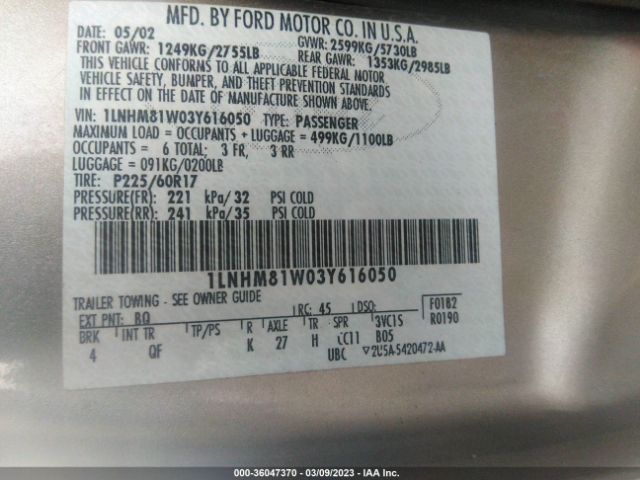 MFD. BY FORD MOTOR CO. IN U.S.A.
DATE: 05/02 GVWR: 2599KG/5730LB
FRONT GAWR: 1249KG/2755LB REAR GAWR: 1353KG/2985LB
THIS VEHICLE CONFORMS TO ALL APPLICABLE FEDERAL MOTOR
VEHICLE SAFETY, BUMPER, AND THEFT PREVENTION STANDARDS
IN EFFECT ON THE DATE OF MANUFACTURE SHOWN ABOVE.
VIN: 1LNHM81W03Y616050 TYPE: PASSENGER
MAXIMUM LOAD = OCCUPANTS + LUGGAGE = 499KG/1100LB
OCCUPANTS = 6 TOTAL; 3 FR, 3 RR
LUGGAGE = 091KG/0200LB
TIRE: P225/60R17
PRESSURE(FR): 221 kPa/32 PSI COLD
PRESSURE(RR): 241 kPa/35 PSI COLD
1LNHM81W03Y616050
TRAILER TOWING - SEE OWNER GUIDE
EXT PNT: BQ RC: 45 DSO: F0182
BRK INT TR TP/PS R AXLE TR SPR 3VC1S R0190
4 QF K 27 H CC11 B05
UBC ▽2U5A-5420472-AA
000-36047370 - 03/09/2023 - IAA Inc.